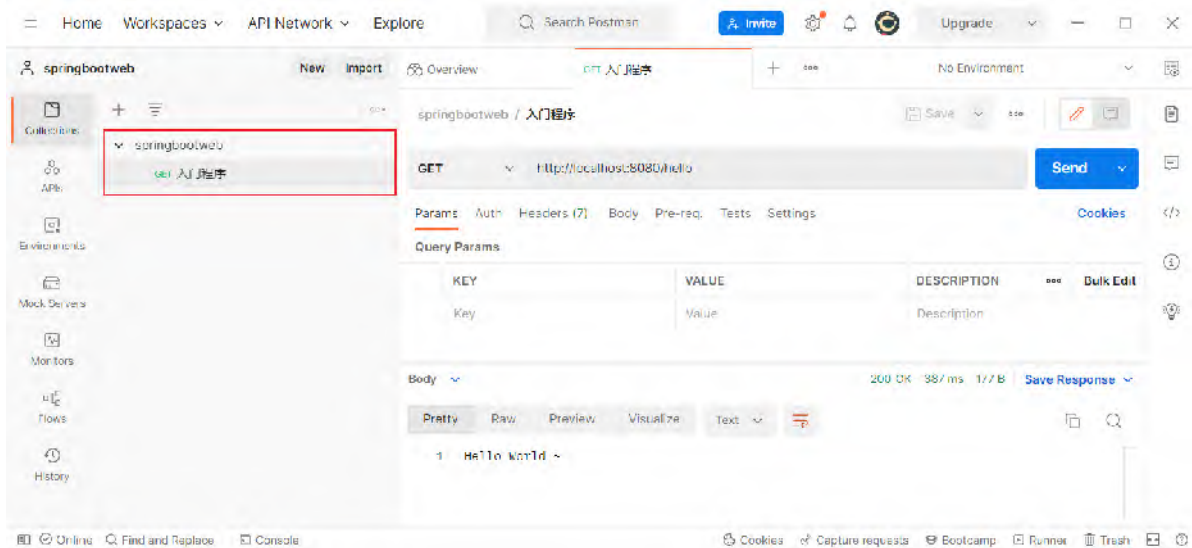 Home Workspaces API Network Explore Search Postman Invite Upgrade
springbootweb New Import Overview GET 入门程序 No Environment
springbootweb / 入门程序 Save
Collections
springbootweb
GET 入门程序
GET http://localhost:8080/hello Send
APIs
Params Auth Headers (7) Body Pre-req. Tests Settings Cookies
Environments
Query Params
KEY VALUE DESCRIPTION Bulk Edit
Key Value Description
Mock Servers
Monitors
Body 200 OK 387 ms 177 B Save Response
Flows
Pretty Raw Preview Visualize Text
1 Hello World ~
History
Online Find and Replace Console Cookies Capture requests Bootcamp Runner Trash